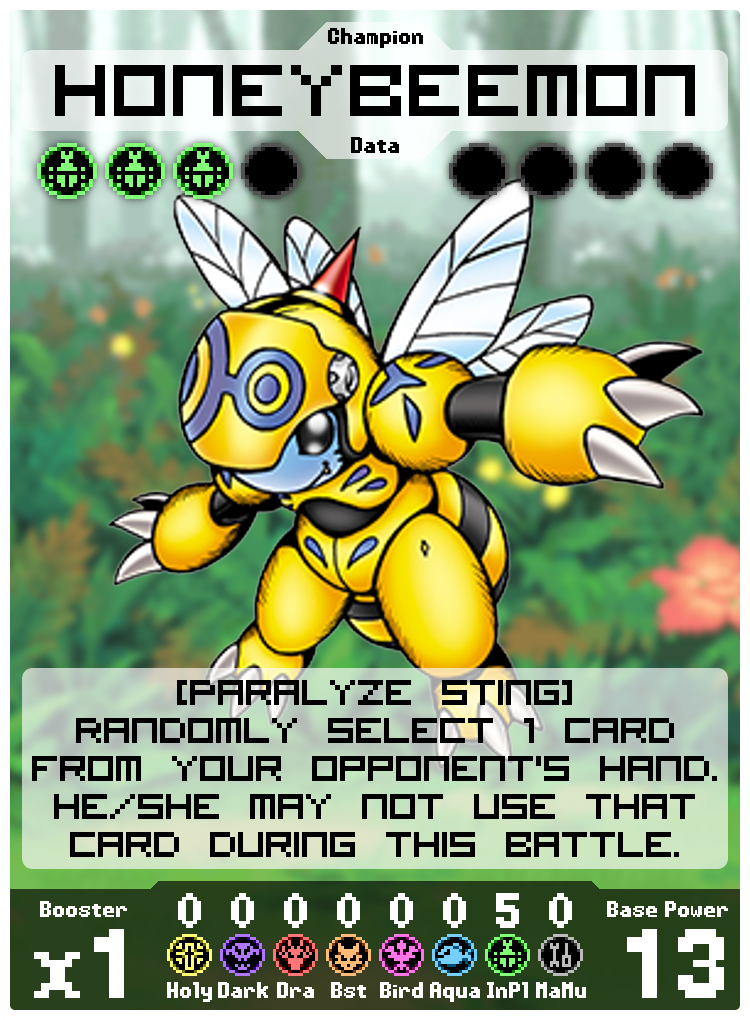 Champion
HONEYBEEMON
Data
[PARALYZE STING]
RANDOMLY SELECT 1 CARD
FROM YOUR OPPONENT'S HAND.
HE/SHE MAY NOT USE THAT
CARD DURING THIS BATTLE.
Booster 0 0 0 0 0 0 5 0 Base Power
x1 13
Holy Dark Dra Bst Bird Aqua InPl MaMu